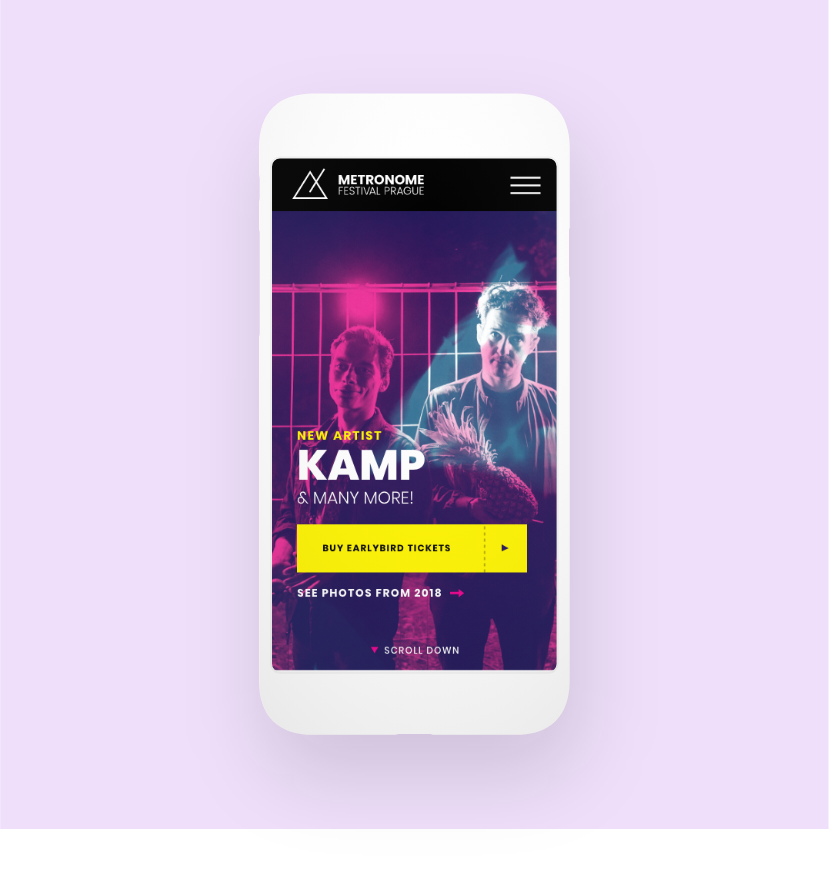 METRONOME
FESTIVAL PRAGUE
NEW ARTIST
KAMP
& MANY MORE!
BUY EARLYBIRD TICKETS
SEE PHOTOS FROM 2018
SCROLL DOWN